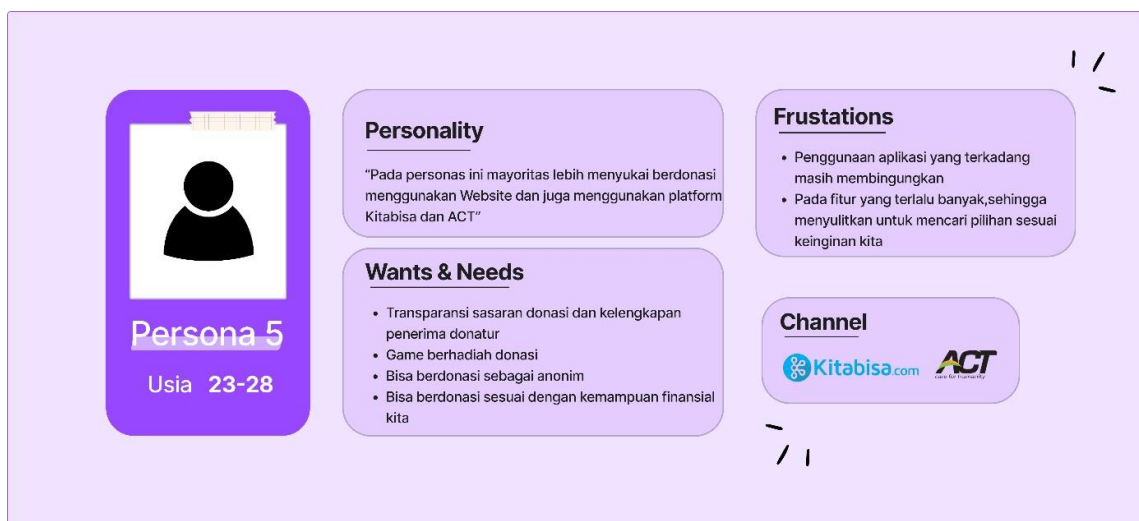 Persona 5
Usia 23-28
Personality
“Pada personas ini mayoritas lebih menyukai berdonasi
menggunakan Website dan juga menggunakan platform
Kitabisa dan ACT”
Wants & Needs
• Transparansi sasaran donasi dan kelengkapan
penerima donatur
• Game berhadiah donasi
• Bisa berdonasi sebagai anonim
• Bisa berdonasi sesuai dengan kemampuan finansial
kita
Frustations
• Penggunaan aplikasi yang terkadang
masih membingungkan
• Pada fitur yang terlalu banyak,sehingga
menyulitkan untuk mencari pilihan sesuai
keinginan kita
Channel
Kitabisa.com
ACT
care for humanity